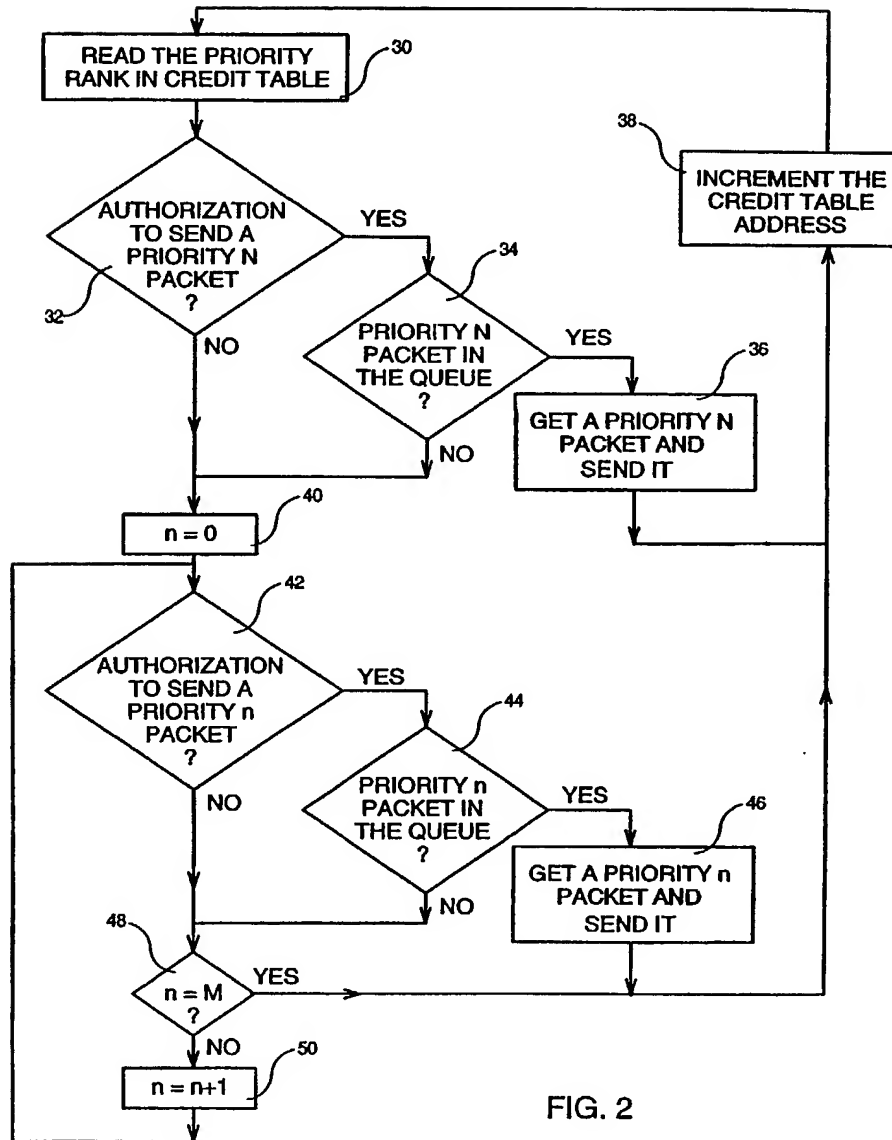 READ THE PRIORITY
RANK IN CREDIT TABLE
30
38
INCREMENT THE
CREDIT TABLE
ADDRESS
AUTHORIZATION
TO SEND A
PRIORITY N
PACKET
?
32
YES
NO
34
PRIORITY N
PACKET IN
THE QUEUE
?
YES
NO
36
GET A PRIORITY N
PACKET AND
SEND IT
40
n = 0
42
AUTHORIZATION
TO SEND A
PRIORITY n
PACKET
?
YES
NO
44
PRIORITY n
PACKET IN
THE QUEUE
?
YES
NO
46
GET A PRIORITY n
PACKET AND
SEND IT
48
n = M
?
YES
NO
50
n = n+1
FIG. 2